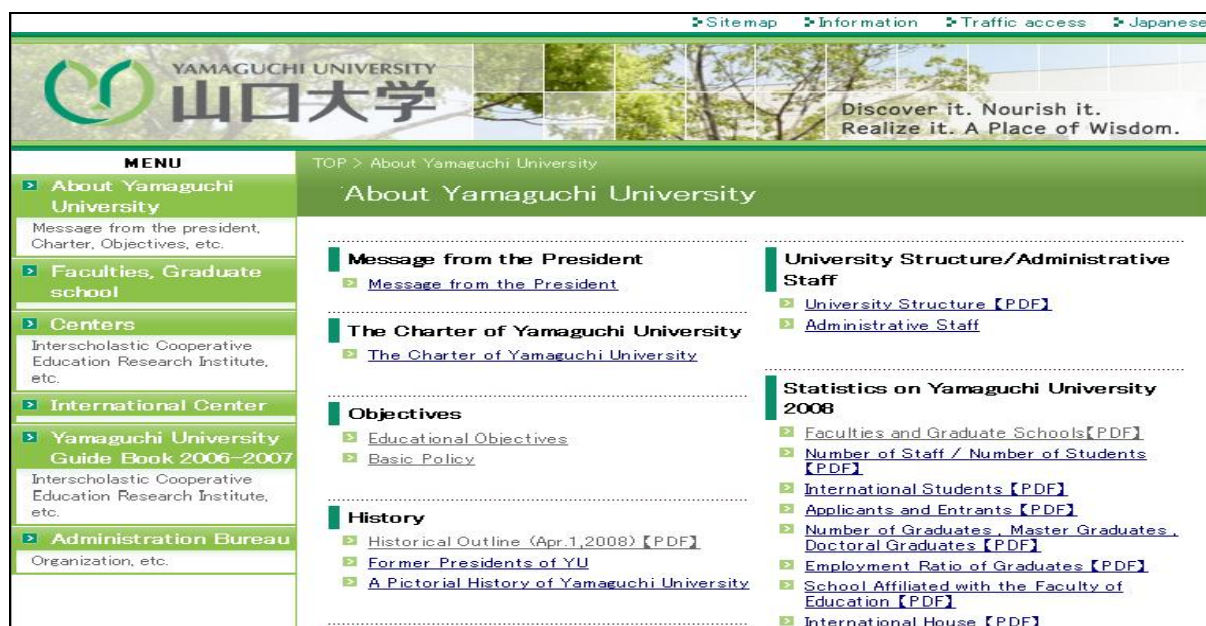 Sitemap Information Traffic access Japanese
YAMAGUCHI UNIVERSITY
山口大学
Discover it. Nourish it.
Realize it. A Place of Wisdom.
MENU
About Yamaguchi
University
Message from the president,
Charter, Objectives, etc.
Faculties, Graduate
school
Centers
Interscholastic Cooperative
Education Research Institute,
etc.
International Center
Yamaguchi University
Guide Book 2006-2007
Interscholastic Cooperative
Education Research Institute,
etc.
Administration Bureau
Organization, etc.
TOP > About Yamaguchi University
About Yamaguchi University
Message from the President
Message from the President
The Charter of Yamaguchi University
The Charter of Yamaguchi University
Objectives
Educational Objectives
Basic Policy
History
Historical Outline (Apr.1,2008)【PDF】
Former Presidents of YU
A Pictorial History of Yamaguchi University
University Structure/Administrative
Staff
University Structure【PDF】
Administrative Staff
Statistics on Yamaguchi University
2008
Faculties and Graduate Schools【PDF】
Number of Staff / Number of Students
【PDF】
International Students【PDF】
Applicants and Entrants【PDF】
Number of Graduates , Master Graduates ,
Doctoral Graduates【PDF】
Employment Ratio of Graduates【PDF】
School Affiliated with the Faculty of
Education【PDF】
International House【PDF】